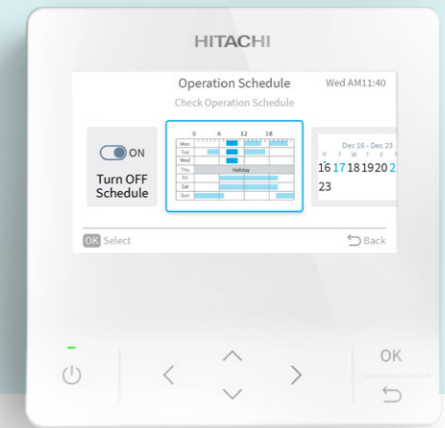 HITACHI
Operation Schedule
Wed AM11:40
Check Operation Schedule
ON
Turn OFF
Schedule
0 6 12 18
Mon
Tue
Wed
Thu
Holiday
Fri
Sat
Sun
Dec 16 - Dec 23
T W T F
16 17 18 19 20 2
23
OK Select
Back
OK